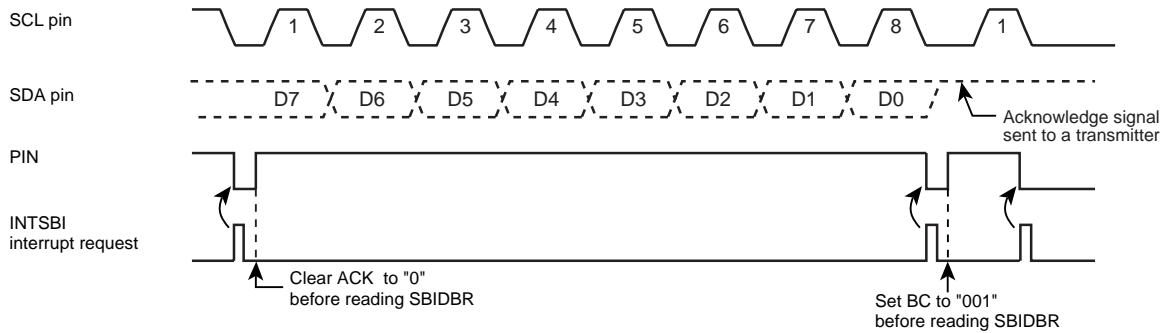 SCL pin
1 2 3 4 5 6 7 8 1
SDA pin
D7 D6 D5 D4 D3 D2 D1 D0
Acknowledge signal
sent to a transmitter
PIN
INTSBI
interrupt request
Clear ACK to "0"
before reading SBIDBR
Set BC to "001"
before reading SBIDBR